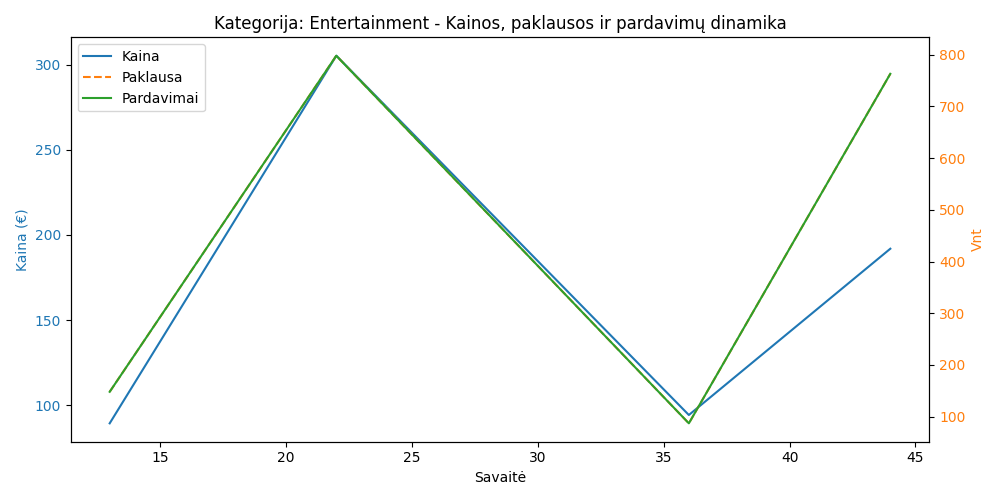 Kategorija: Entertainment - Kainos, paklausos ir pardavimų dinamika
Kaina
Paklausa
Pardavimai
Kaina (€)
300
250
200
150
100
Vnt
800
700
600
500
400
300
200
100
15 20 25 30 35 40 45
Savaitė